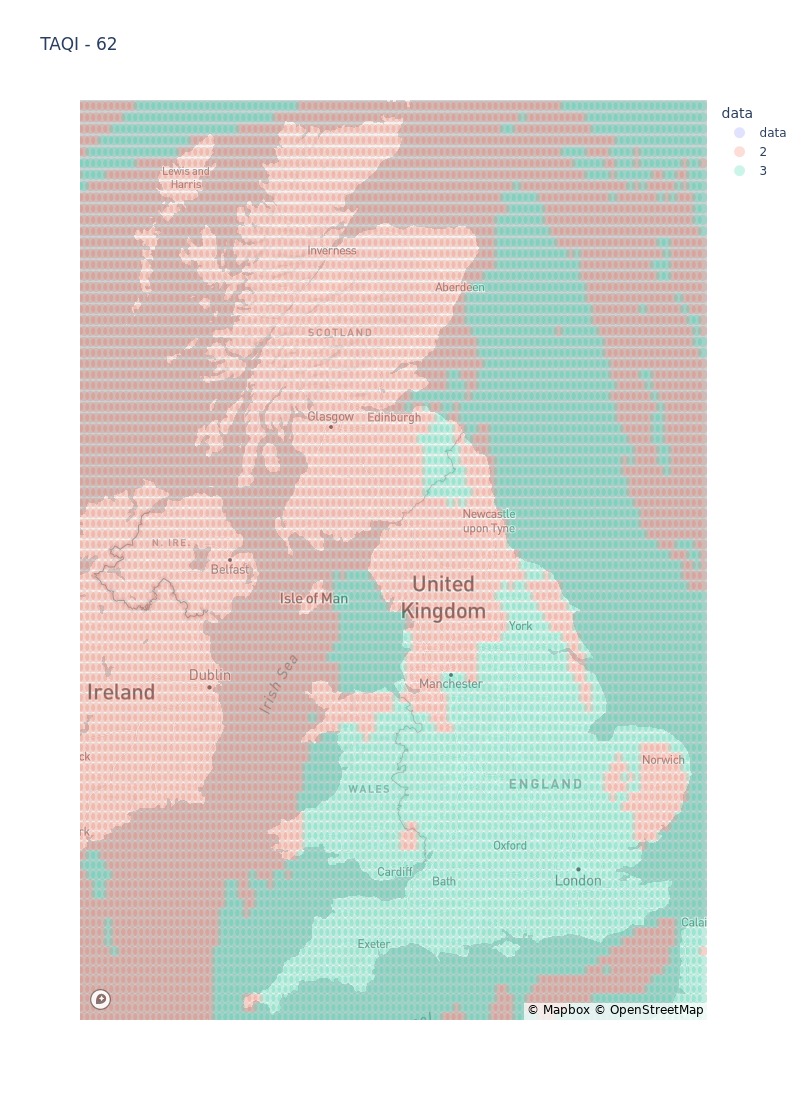 TAQI - 62
data
data
2
3
Lewis and
Harris
Inverness
Aberdeen
SCOTLAND
Glasgow
Edinburgh
Newcastle
upon Tyne
N. IRE.
Belfast
Isle of Man
United
Kingdom
York
Irish Sea
Dublin
Manchester
Ireland
Norwich
WALES
ENGLAND
Oxford
Cardiff
Bath
London
Exeter
Calai
© Mapbox © OpenStreetMap